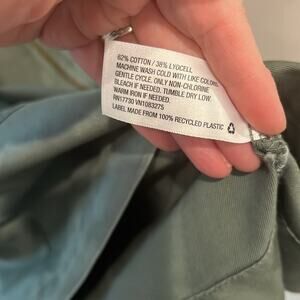 62% COTTON / 38% LYOCELL
MACHINE WASH COLD WITH LIKE COLORS.
GENTLE CYCLE. ONLY NON-CHLORINE
BLEACH IF NEEDED. TUMBLE DRY LOW.
WARM IRON IF NEEDED.
RN17730 VN1083275
LABEL MADE FROM 100% RECYCLED PLASTIC